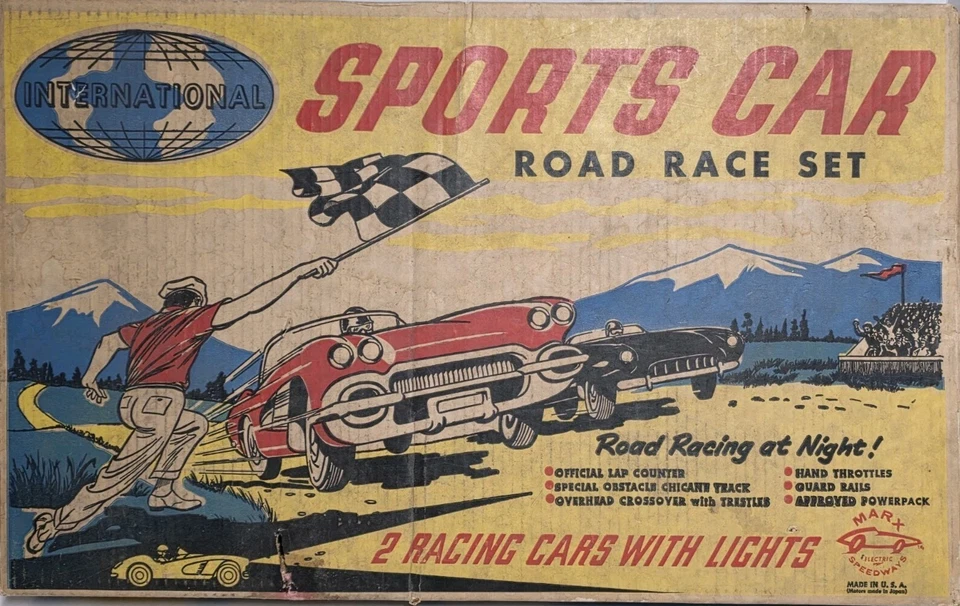 INTERNATIONAL
SPORTS CAR
ROAD RACE SET
Road Racing at Night!
OFFICIAL LAP COUNTER
SPECIAL OBSTACLE CHICANE TRACK
OVERHEAD CROSSOVER with TRESTLES
HAND THROTTLES
GUARD RAILS
APPROVED POWERPACK
2 RACING CARS WITH LIGHTS
MARX
ELECTRIC
SPEEDWAYS
MADE IN U. S. A.
(Motors made in Japan)